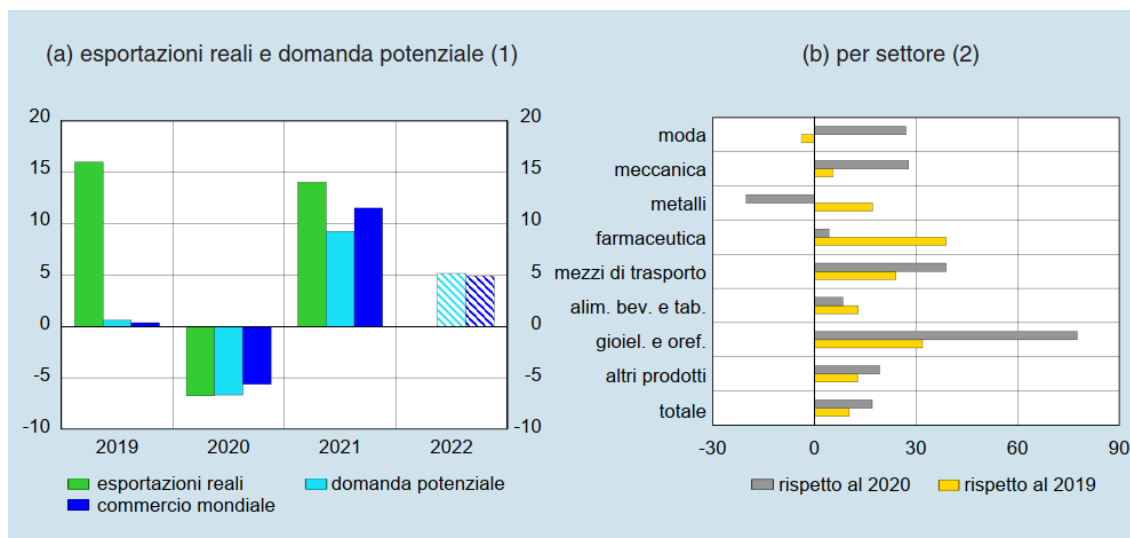 (a) esportazioni reali e domanda potenziale (1)
20
15
10
5
0
-5
-10
20
15
10
5
0
-5
-10
2019 2020 2021 2022
esportazioni reali domanda potenziale
commercio mondiale
(b) per settore (2)
moda
meccanica
metalli
farmaceutica
mezzi di trasporto
alim. bev. e tab.
gioiel. e oref.
altri prodotti
totale
-30 0 30 60 90
rispetto al 2020 rispetto al 2019